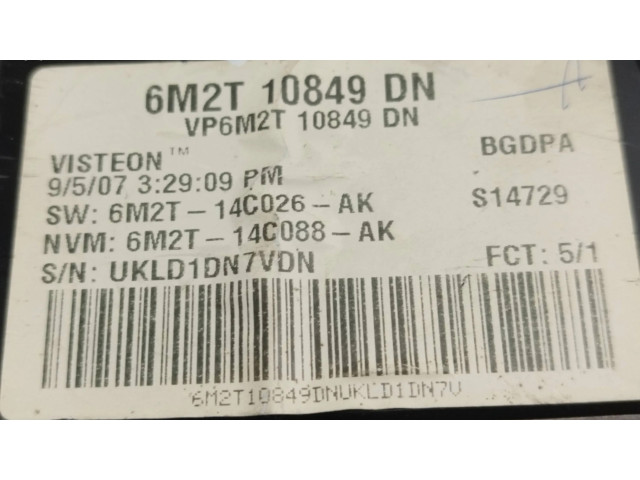 6M2T 10849 DN
VP6M2T 10849 DN
VISTEON™ BGDPA
9/5/07 3:29:09 PM
SW: 6M2T-14C026-AK S14729
NVM: 6M2T-14C088-AK
S/N: UKLD1DN7VDN FCT: 5/1
6M2T10849DNUKLD1DN7V